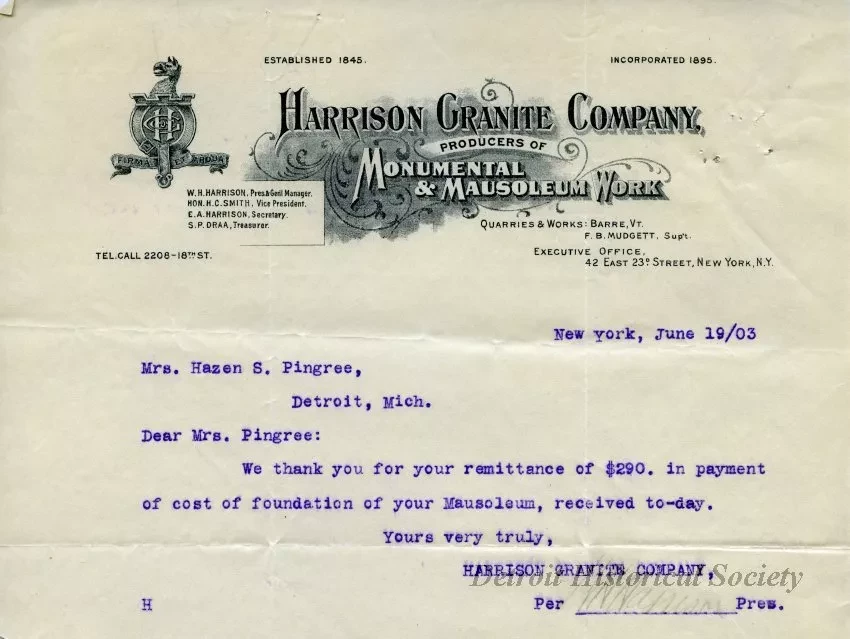 ESTABLISHED 1845.
INCORPORATED 1895.
HARRISON GRANITE COMPANY,
PRODUCERS OF
MONUMENTAL
& MAUSOLEUM WORK
FIRMA ET RODA
W.H.HARRISON, Pres.& Genl Manager.
HON. H.C. SMITH, Vice President.
E.A. HARRISON, Secretary.
S.P. DRAA, Treasurer.
QUARRIES & WORKS: BARRE, VT.
F. B. MUDGETT, Sup't.
TEL.CALL 2208-18TH ST.
EXECUTIVE OFFICE,
42 EAST 23D STREET, NEW YORK, N.Y.
New York, June 19/03
Mrs. Hazen S. Pingree,
Detroit, Mich.
Dear Mrs. Pingree:
We thank you for your remittance of $290. in payment
of cost of foundation of your Mausoleum, received to-day.
Yours very truly,
HARRISON GRANITE COMPANY,
Detroit Historical Society
H
Per Pres.